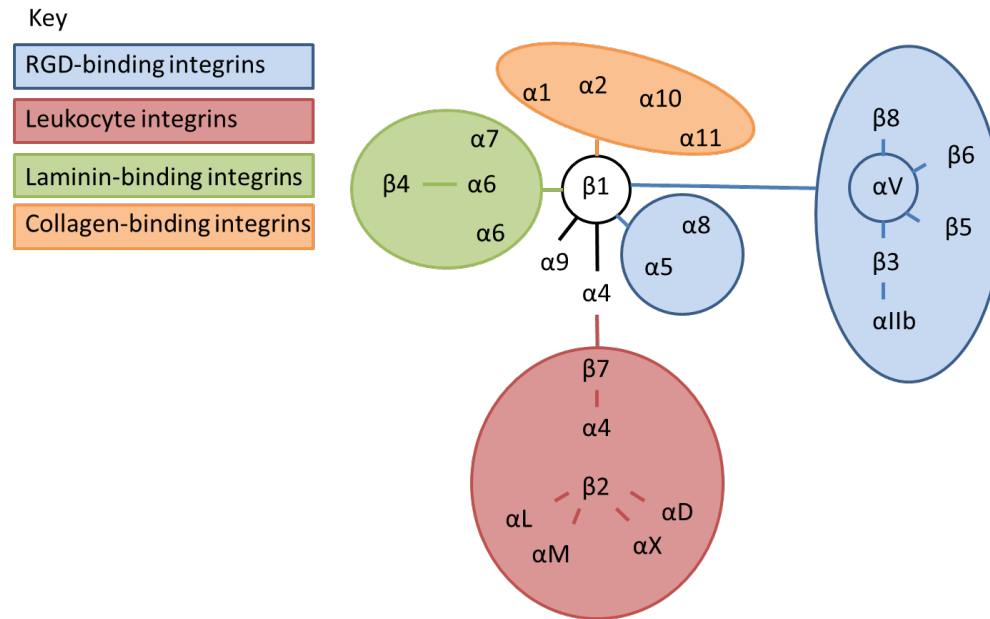 Key
RGD-binding integrins
Leukocyte integrins
Laminin-binding integrins
Collagen-binding integrins
α1
α2
α10
α11
α7
β4
α6
α6
β1
α9
α4
α8
α5
β8
β6
αV
β5
β3
αIIb
β7
α4
β2
αL
αM
αX
αD